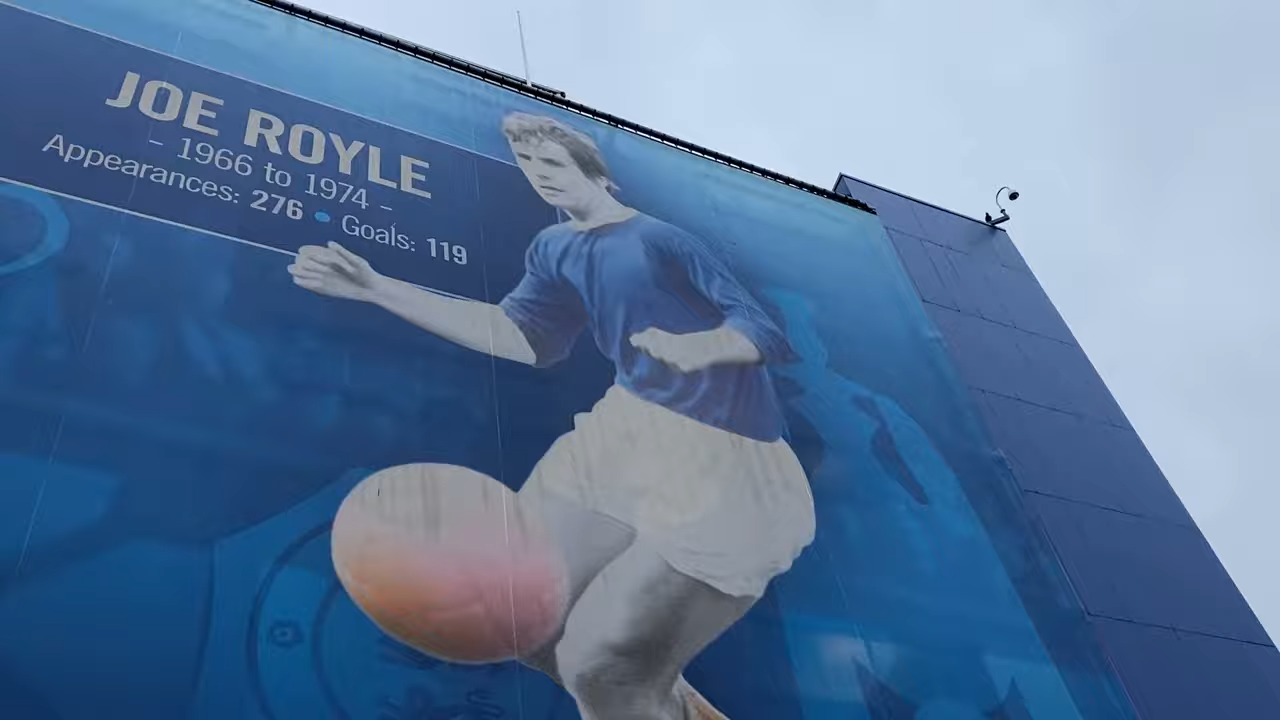 JOE ROYLE
- 1966 to 1974 -
Appearances: 276 • Goals: 119